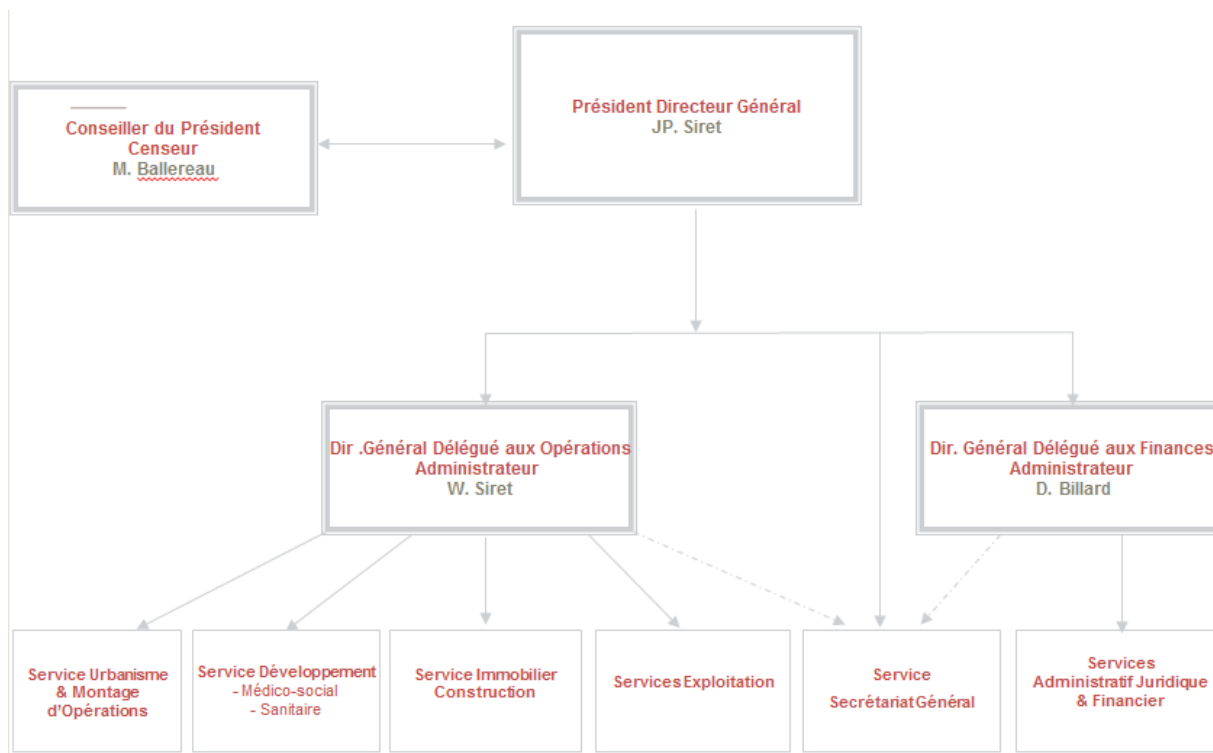 Conseiller du Président
Censeur
M. Ballereau
Président Directeur Général
JP. Siret
Dir .Général Délégué aux Opérations
Administrateur
W. Siret
Dir. Général Délégué aux Finances
Administrateur
D. Billard
Service Urbanisme
& Montage
d'Opérations
Service Développement
- Médico-social
- Sanitaire
Service Immobilier
Construction
Services Exploitation
Service
Secrétariat Général
Services
Administratif Juridique
& Financier